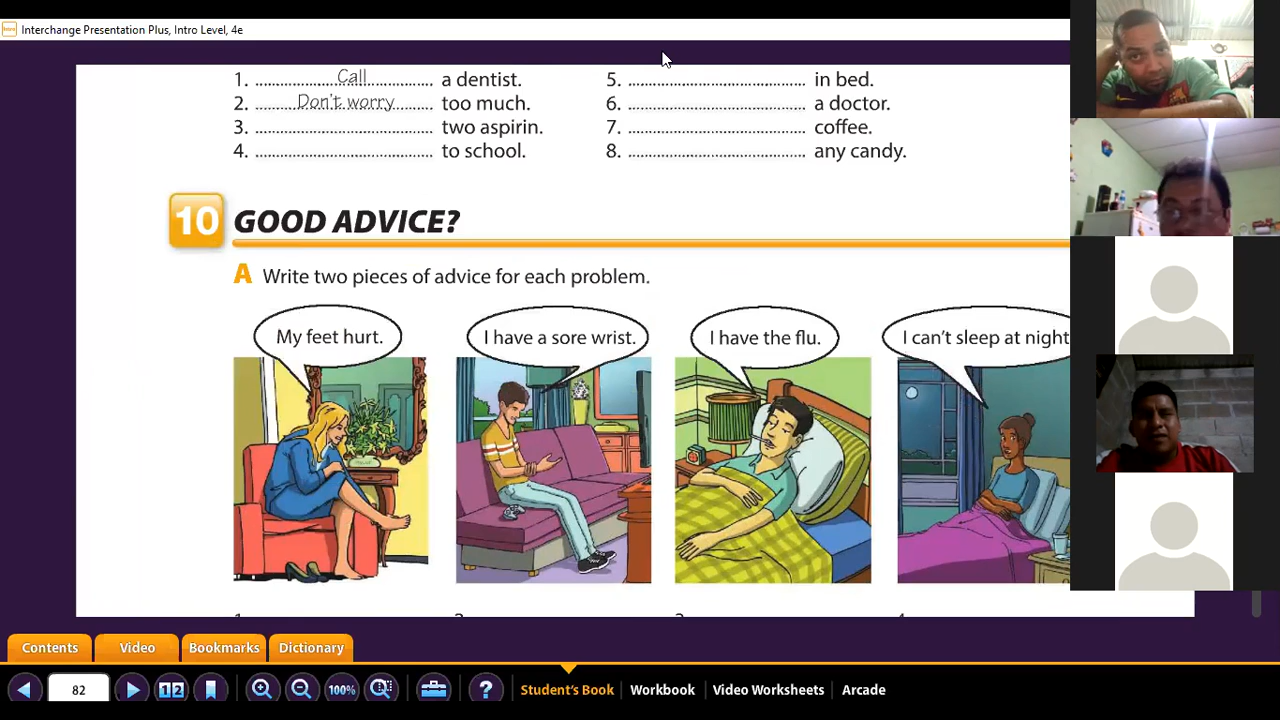 Interchange Presentation Plus, Intro Level, 4e
1. Call a dentist.
2. Don't worry too much.
3. two aspirin.
4. to school.
5. in bed.
6. a doctor.
7. coffee.
8. any candy.
10 GOOD ADVICE?
A Write two pieces of advice for each problem.
My feet hurt.
I have a sore wrist.
I have the flu.
I can't sleep at night
Contents Video Bookmarks Dictionary
82 12 100% ? Student's Book Workbook Video Worksheets Arcade